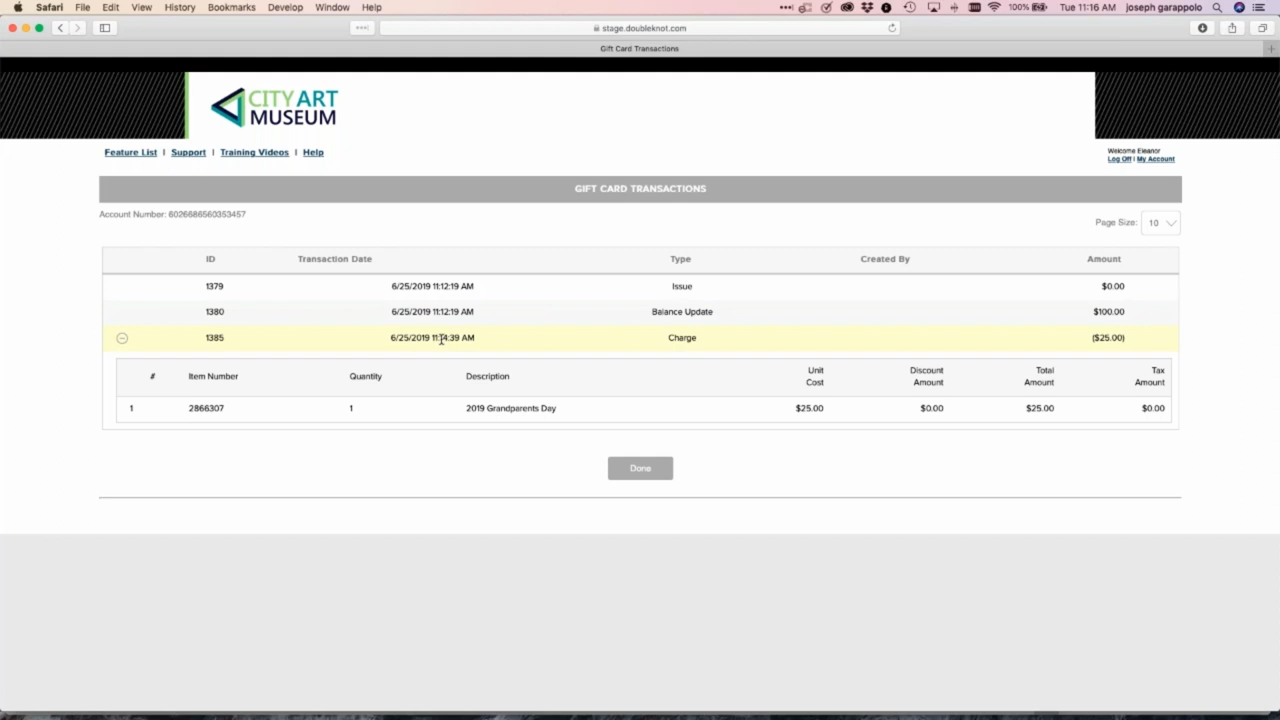 Safari File Edit View History Bookmarks Develop Window Help 100% Tue 11:16 AM joseph garappolo
stage.doubleknot.com
Gift Card Transactions
CITY ART
MUSEUM
Feature List | Support | Training Videos | Help
Welcome Eleanor
Log Off | My Account
GIFT CARD TRANSACTIONS
Account Number: 6026686560353457
Page Size: 10
ID Transaction Date Type Created By Amount
1379 6/25/2019 11:12:19 AM Issue $0.00
1380 6/25/2019 11:12:19 AM Balance Update $100.00
1385 6/25/2019 11:14:39 AM Charge ($25.00)
# Item Number Quantity Description Unit Cost Discount Amount Total Amount Tax Amount
1 2866307 1 2019 Grandparents Day $25.00 $0.00 $25.00 $0.00
Done